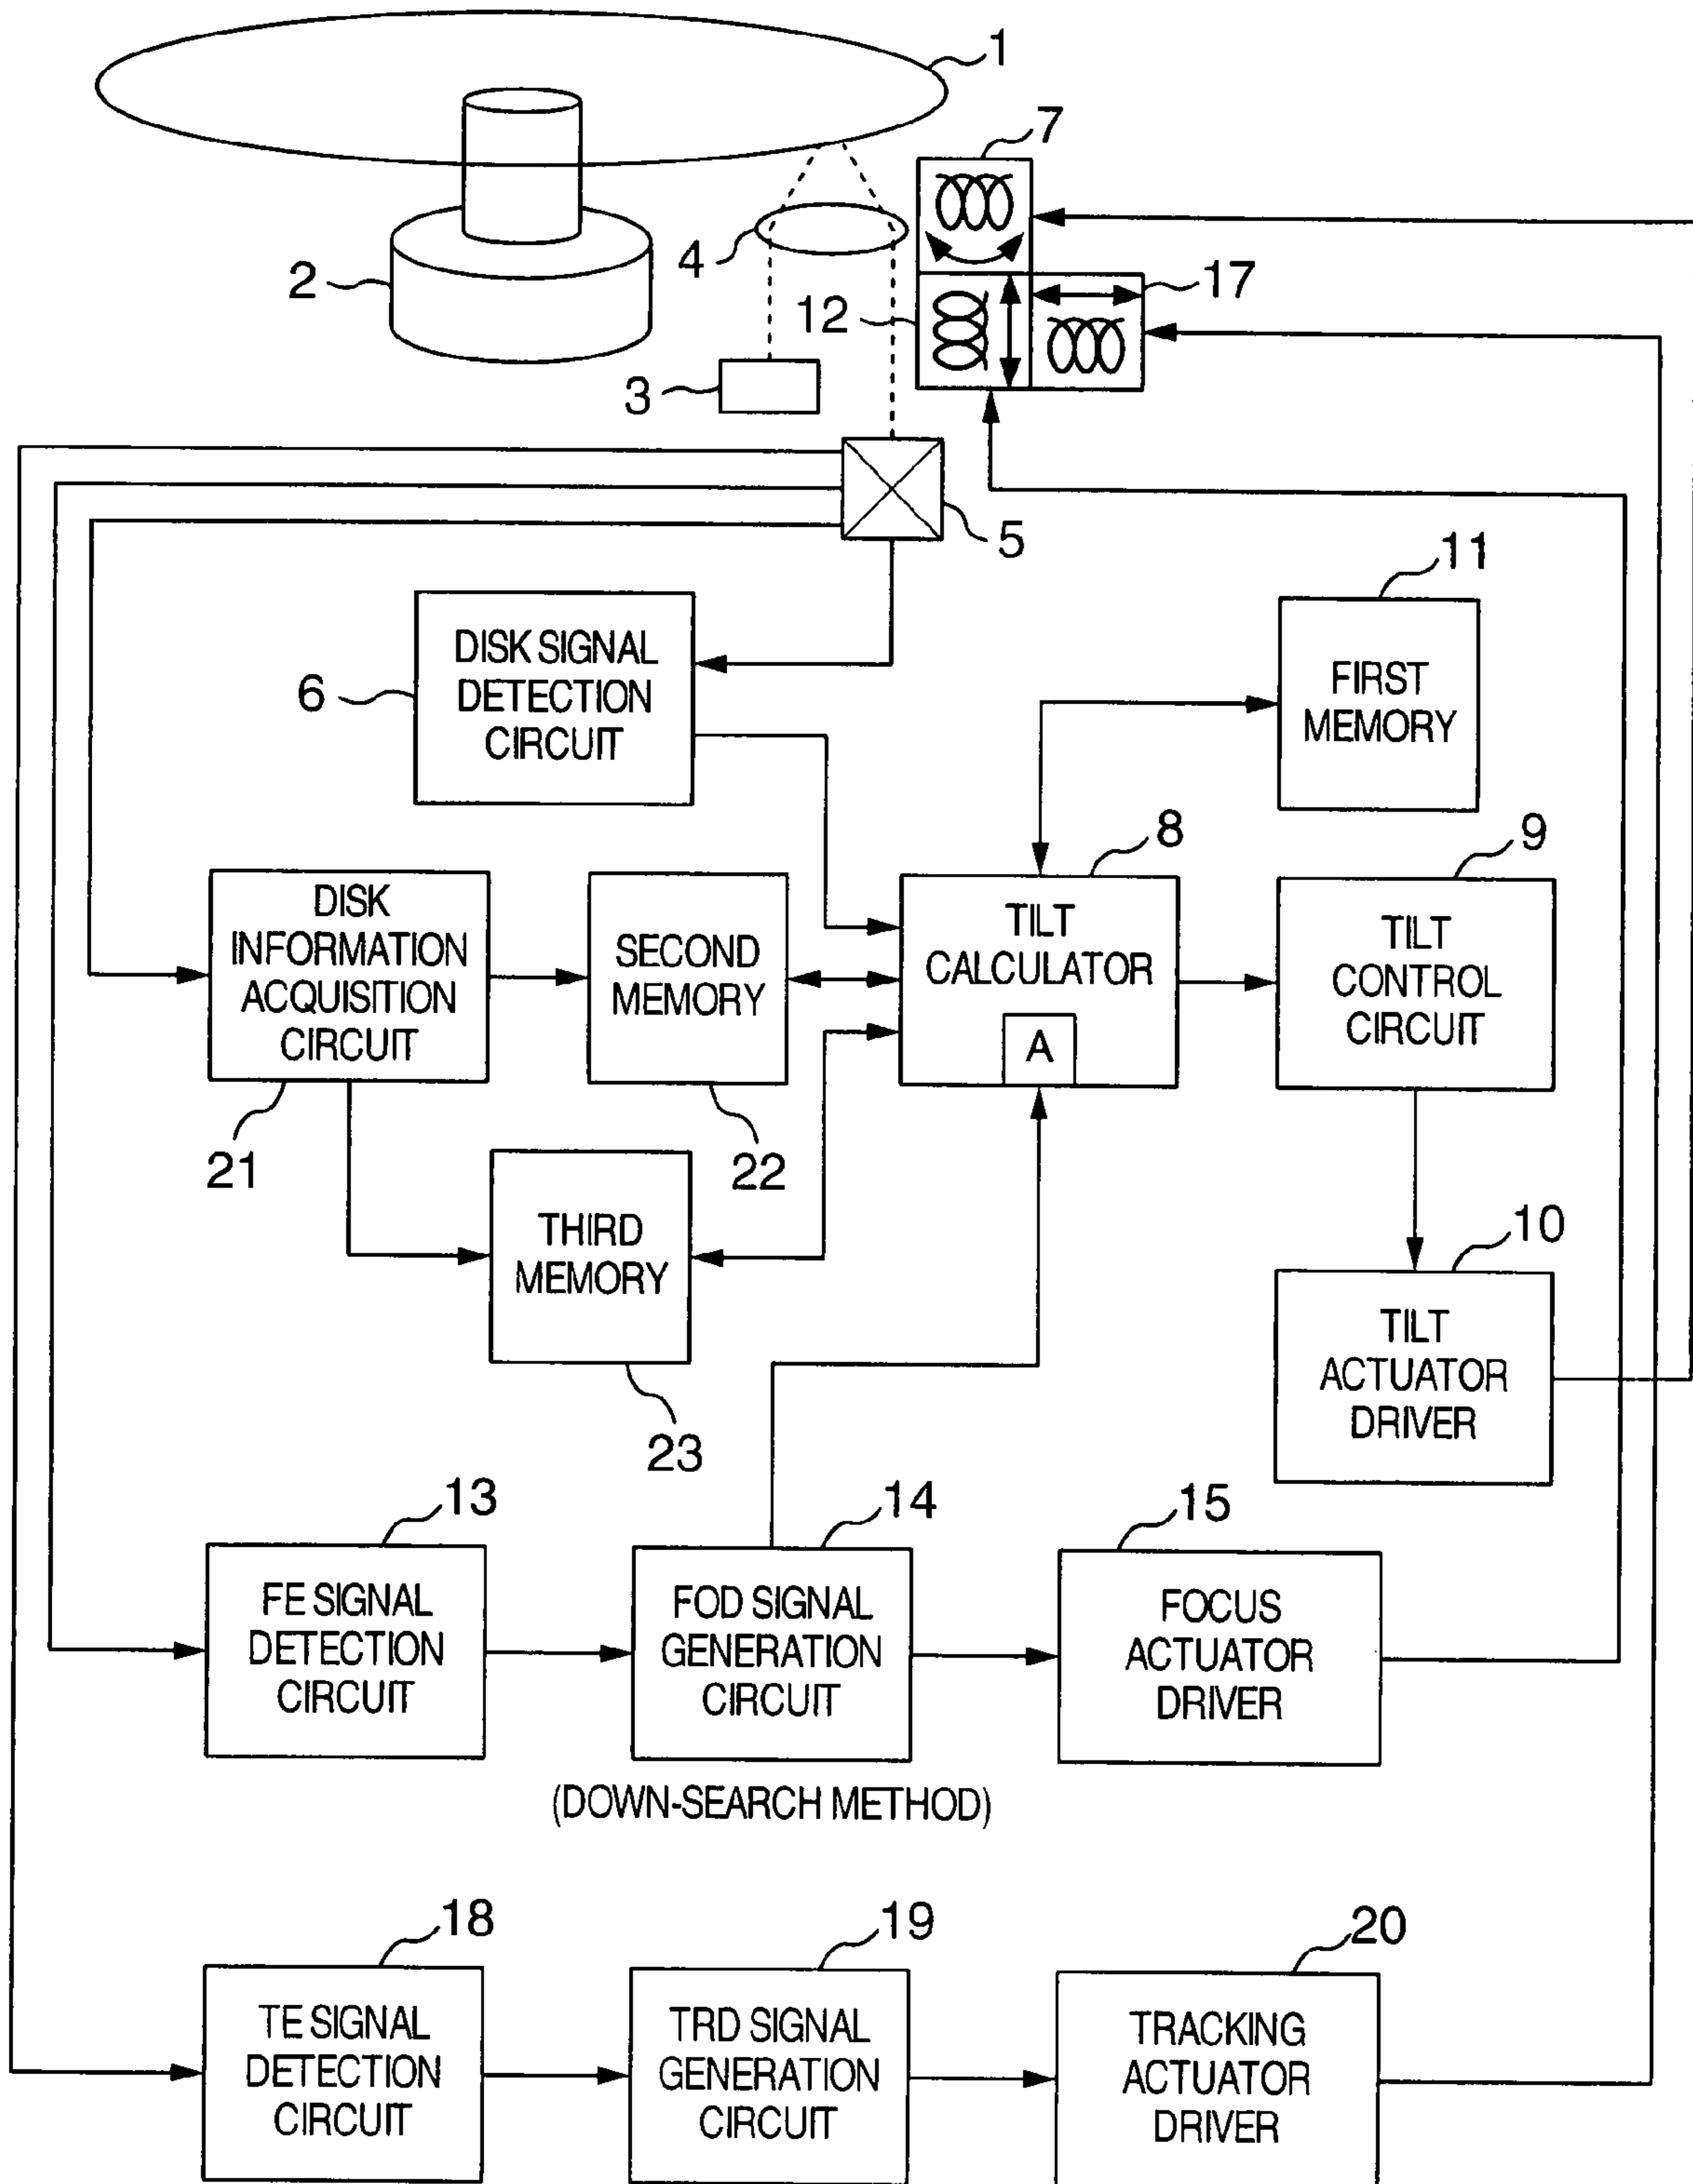 1
7
4
2
12
17
3
5
11
DISK SIGNAL
DETECTION
CIRCUIT
6
FIRST
MEMORY
8
9
DISK
INFORMATION
ACQUISITION
CIRCUIT
SECOND
MEMORY
TILT
CALCULATOR
A
TILT
CONTROL
CIRCUIT
21
22
THIRD
MEMORY
10
TILT
ACTUATOR
DRIVER
23
13
14
15
FE SIGNAL
DETECTION
CIRCUIT
FOD SIGNAL
GENERATION
CIRCUIT
FOCUS
ACTUATOR
DRIVER
(DOWN-SEARCH METHOD)
18
19
20
TE SIGNAL
DETECTION
CIRCUIT
TRD SIGNAL
GENERATION
CIRCUIT
TRACKING
ACTUATOR
DRIVER